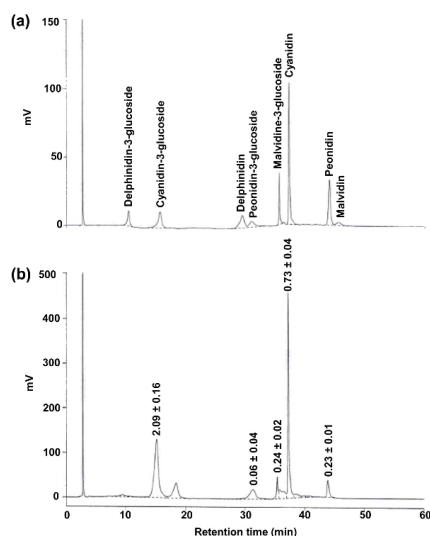 (a)
150
100
50
0
mV
Delphinidin-3-glucoside
Cyanidin-3-glucoside
Delphinidin
Peonidin-3-glucoside
Malvidine-3-glucoside
Cyanidin
Peonidin
Malvidin
(b)
500
400
300
200
100
0
mV
2.09 ± 0.16
0.06 ± 0.04
0.24 ± 0.02
0.73 ± 0.04
0.23 ± 0.01
0 10 20 30 40 50 60
Retention time (min)